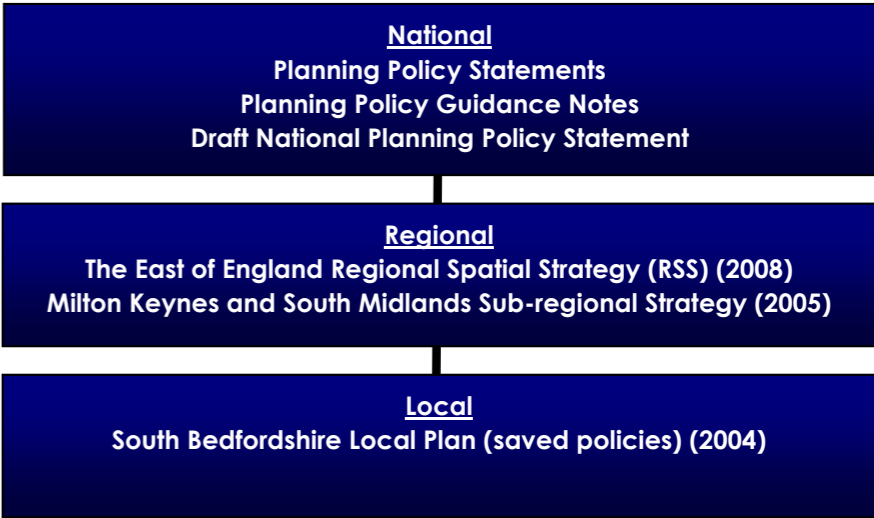 National
Planning Policy Statements
Planning Policy Guidance Notes
Draft National Planning Policy Statement
Regional
The East of England Regional Spatial Strategy (RSS) (2008)
Milton Keynes and South Midlands Sub-regional Strategy (2005)
Local
South Bedfordshire Local Plan (saved policies) (2004)